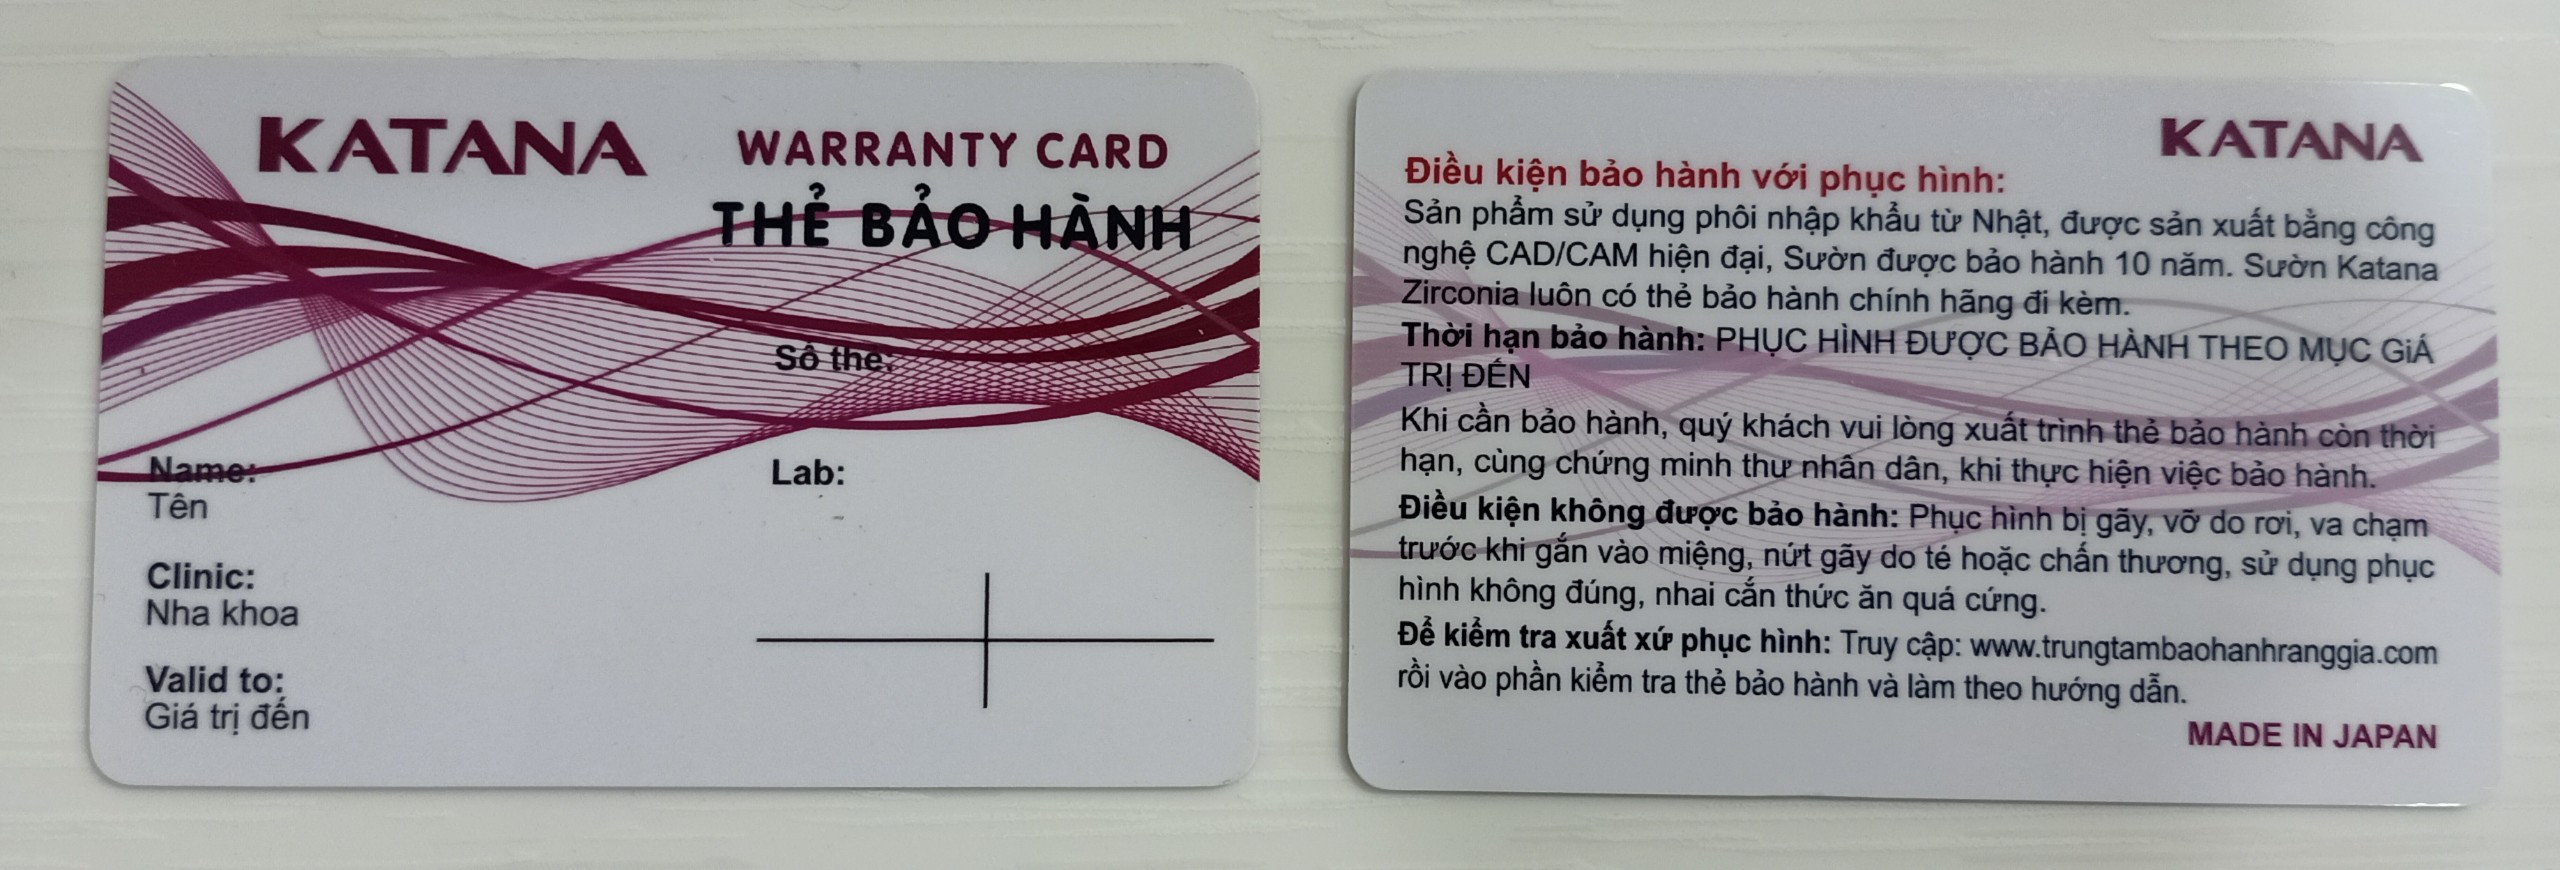 KATANA
WARRANTY CARD
THẺ BẢO HÀNH
Số thẻ:
Name:
Tên
Lab:
Clinic:
Nha khoa
Valid to:
Giá trị đến
KATANA
Điều kiện bảo hành với phục hình:
Sản phẩm sử dụng phôi nhập khẩu từ Nhật, được sản xuất bằng công
nghệ CAD/CAM hiện đại, Sườn được bảo hành 10 năm. Sườn Katana
Zirconia luôn có thẻ bảo hành chính hãng đi kèm.
Thời hạn bảo hành: PHỤC HÌNH ĐƯỢC BẢO HÀNH THEO MỤC GiÁ
TRỊ ĐẾN
Khi cần bảo hành, quý khách vui lòng xuất trình thẻ bảo hành còn thời
hạn, cùng chứng minh thư nhân dân, khi thực hiện việc bảo hành.
Điều kiện không được bảo hành: Phục hình bị gãy, vỡ do rơi, va chạm
trước khi gắn vào miệng, nứt gãy do té hoặc chấn thương, sử dụng phục
hình không đúng, nhai cắn thức ăn quá cứng.
Để kiểm tra xuất xứ phục hình: Truy cập: www.trungtambaohanhranggia.com
rồi vào phần kiểm tra thẻ bảo hành và làm theo hướng dẫn.
MADE IN JAPAN